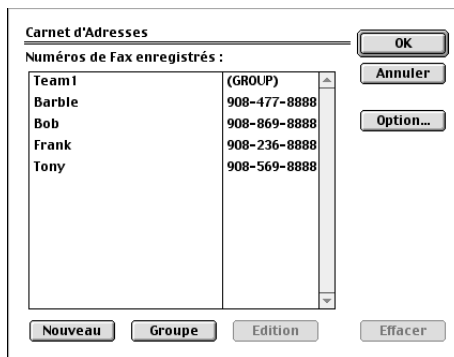 Carnet d'Adresses
OK
Numéros de Fax enregistrés :
Annuler
Team1 (GROUP)
Barble 908-477-8888
Bob 908-869-8888
Option...
Frank 908-236-8888
Tony 908-569-8888
Nouveau Groupe Edition Effacer